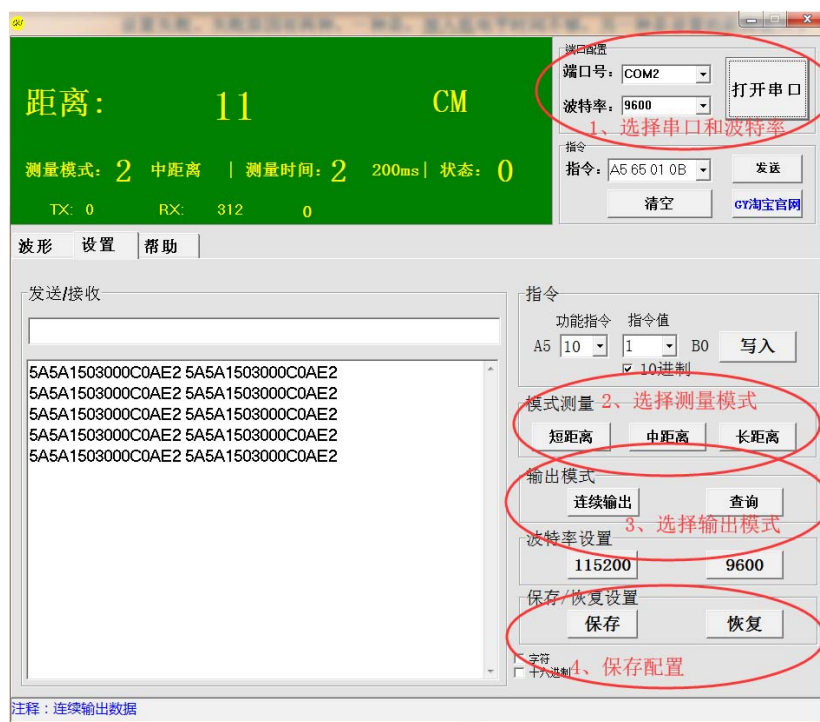 端口配置
端口号: COM2
打开串口
波特率: 9600
1、选择串口和波特率
距离: 11 CM
测量模式: 2 中距离 | 测量时间: 2 200ms| 状态: 0
TX: 0 RX: 312 0
指令
指令: A5 65 01 0B 发送
清空 GY淘宝官网
波形 设置 帮助
发送/接收
5A5A1503000C0AE2 5A5A1503000C0AE2
5A5A1503000C0AE2 5A5A1503000C0AE2
5A5A1503000C0AE2 5A5A1503000C0AE2
5A5A1503000C0AE2 5A5A1503000C0AE2
5A5A1503000C0AE2 5A5A1503000C0AE2
指令
功能指令 指令值
A5 10 1 B0 写入
10进制
模式测量 2、选择测量模式
短距离 中距离 长距离
输出模式
连续输出 查询
3、选择输出模式
波特率设置
115200 9600
保存/恢复设置
保存 恢复
字符
十六进制
4、保存配置
注释：连续输出数据